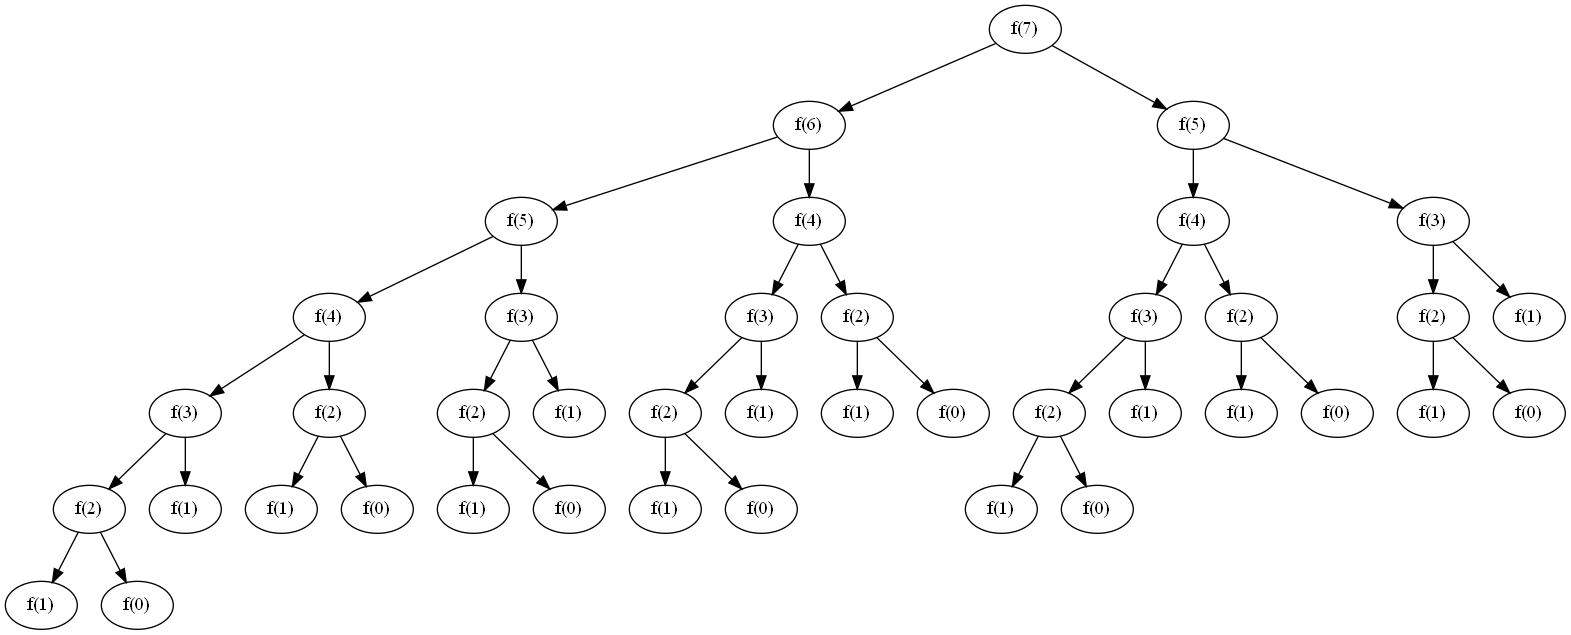 f(7)
f(6) f(5)
f(5) f(4) f(4) f(3)
f(4) f(3) f(3) f(2) f(3) f(2) f(2) f(1)
f(3) f(2) f(2) f(1) f(2) f(1) f(1) f(0) f(2) f(1) f(1) f(0) f(1) f(0)
f(2) f(1) f(1) f(0) f(1) f(0) f(1) f(0) f(1) f(0)
f(1) f(0)